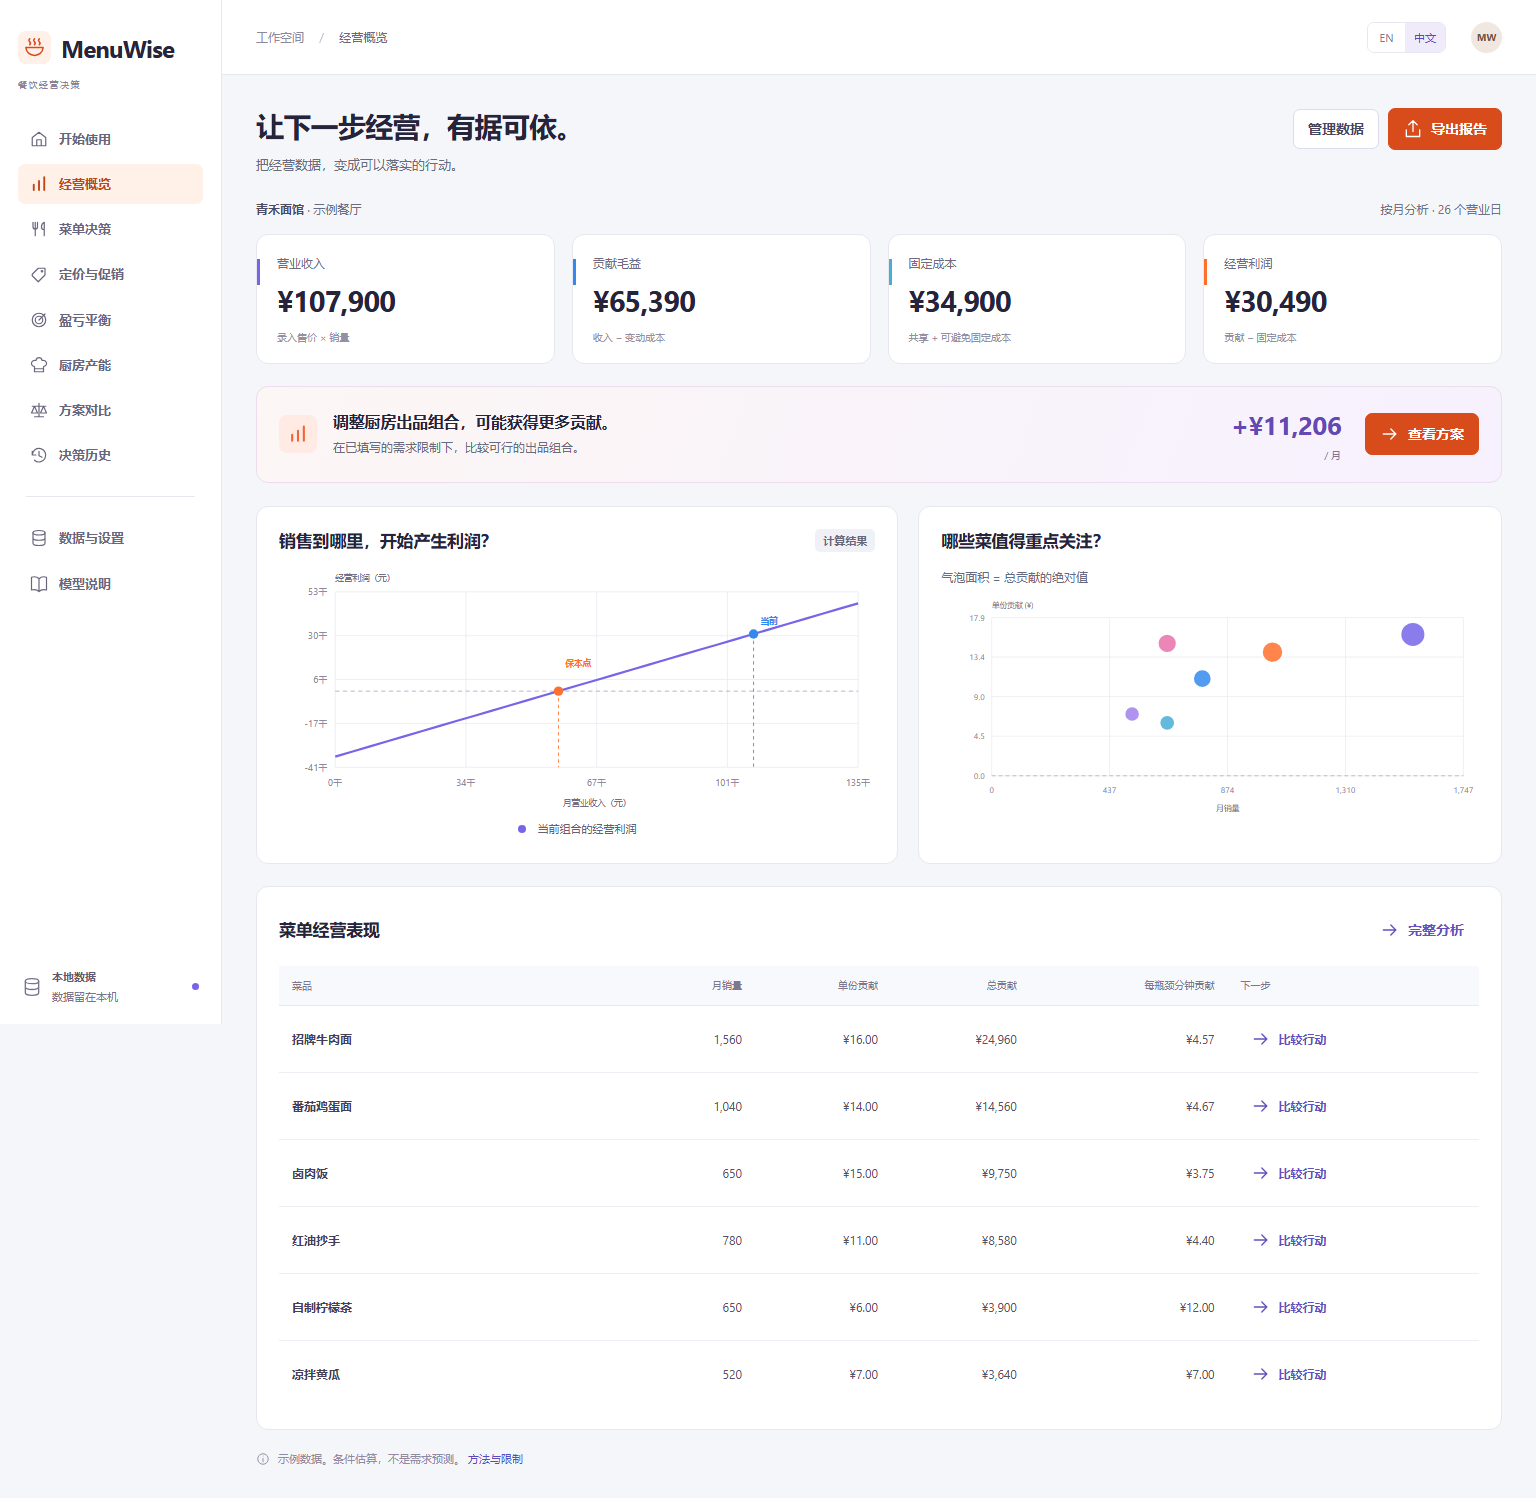 MenuWise
餐饮经营决策
开始使用
经营概览
菜单决策
定价与促销
盈亏平衡
厨房产能
方案对比
决策历史
数据与设置
模型说明
本地数据
数据留在本机
工作空间 / 经营概览
EN 中文 MW
让下一步经营，有据可依。
把经营数据，变成可以落实的行动。
管理数据 导出报告
青禾面馆 · 示例餐厅
按月分析 · 26 个营业日
营业收入
¥107,900
录入售价 × 销量
贡献毛益
¥65,390
收入 − 变动成本
固定成本
¥34,900
共享 + 可避免固定成本
经营利润
¥30,490
贡献 − 固定成本
调整厨房出品组合，可能获得更多贡献。
在已填写的需求限制下，比较可行的出品组合。
+¥11,206
/ 月
查看方案
销售到哪里，开始产生利润？
计算结果
经营利润（元）
53千
30千
6千
-17千
-41千
保本点
当前
0千 34千 67千 101千 135千
月营业收入（元）
当前组合的经营利润
哪些菜值得重点关注？
气泡面积 = 总贡献的绝对值
单份贡献 (¥)
17.9
13.4
9.0
4.5
0.0
0 437 874 1,310 1,747
月销量
菜单经营表现
完整分析
菜品 月销量 单份贡献 总贡献 每瓶颈分钟贡献 下一步
招牌牛肉面 1,560 ¥16.00 ¥24,960 ¥4.57 比较行动
番茄鸡蛋面 1,040 ¥14.00 ¥14,560 ¥4.67 比较行动
卤肉饭 650 ¥15.00 ¥9,750 ¥3.75 比较行动
红油抄手 780 ¥11.00 ¥8,580 ¥4.40 比较行动
自制柠檬茶 650 ¥6.00 ¥3,900 ¥12.00 比较行动
凉拌黄瓜 520 ¥7.00 ¥3,640 ¥7.00 比较行动
示例数据。条件估算，不是需求预测。 方法与限制